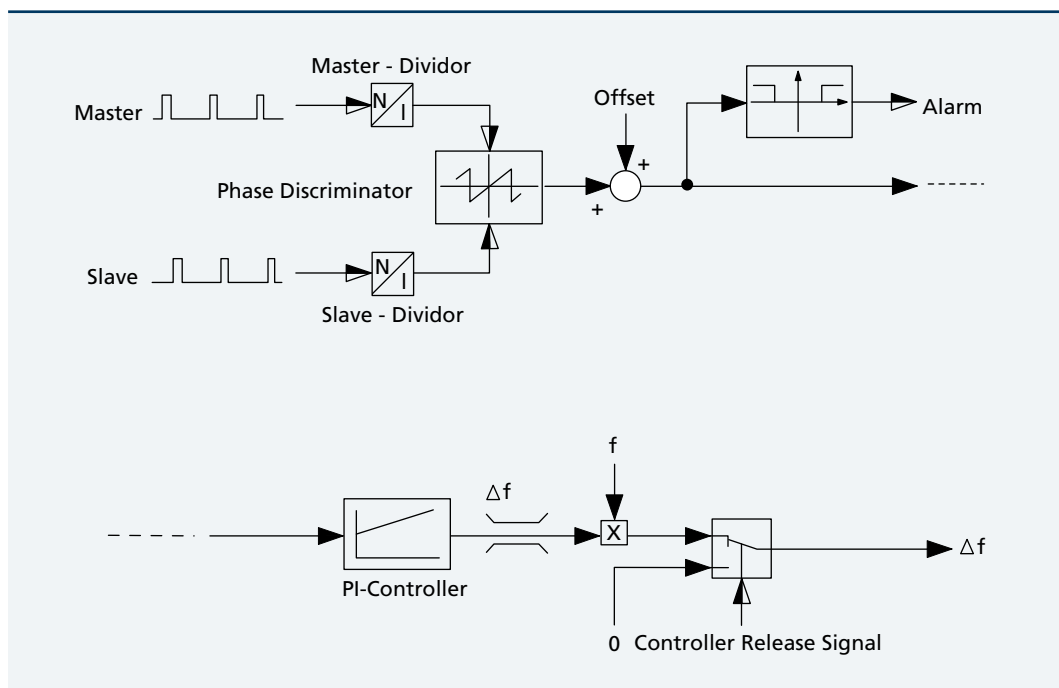 Master - Dividor
Master
N
I
Offset
Alarm
+
Phase Discriminator
+
Slave
N
I
Slave - Dividor
f
Δf
X
Δf
PI-Controller
0
Controller Release Signal